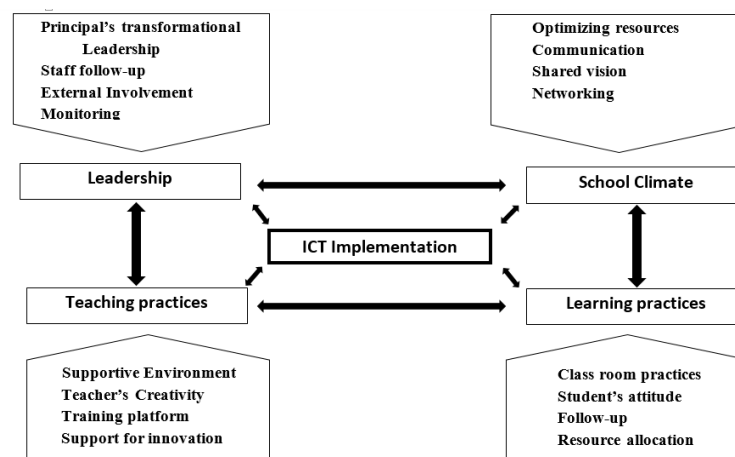 Principal's transformational
Leadership
Staff follow-up
External Involvement
Monitoring
Optimizing resources
Communication
Shared vision
Networking
Leadership
School Climate
ICT Implementation
Teaching practices
Learning practices
Supportive Environment
Teacher's Creativity
Training platform
Support for innovation
Class room practices
Student's attitude
Follow-up
Resource allocation